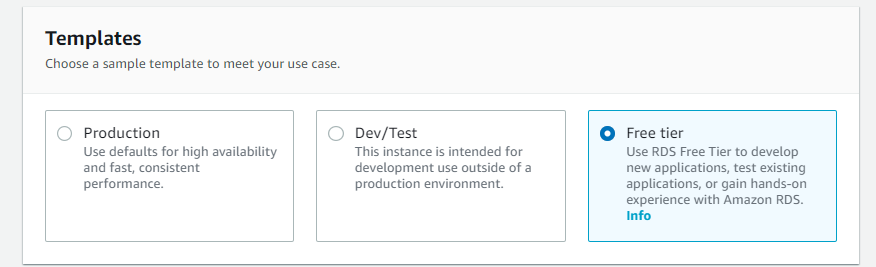 Templates
Choose a sample template to meet your use case.
Production
Use defaults for high availability
and fast, consistent
performance.
Dev/Test
This instance is intended for
development use outside of a
production environment.
Free tier
Use RDS Free Tier to develop
new applications, test existing
applications, or gain hands-on
experience with Amazon RDS.
Info